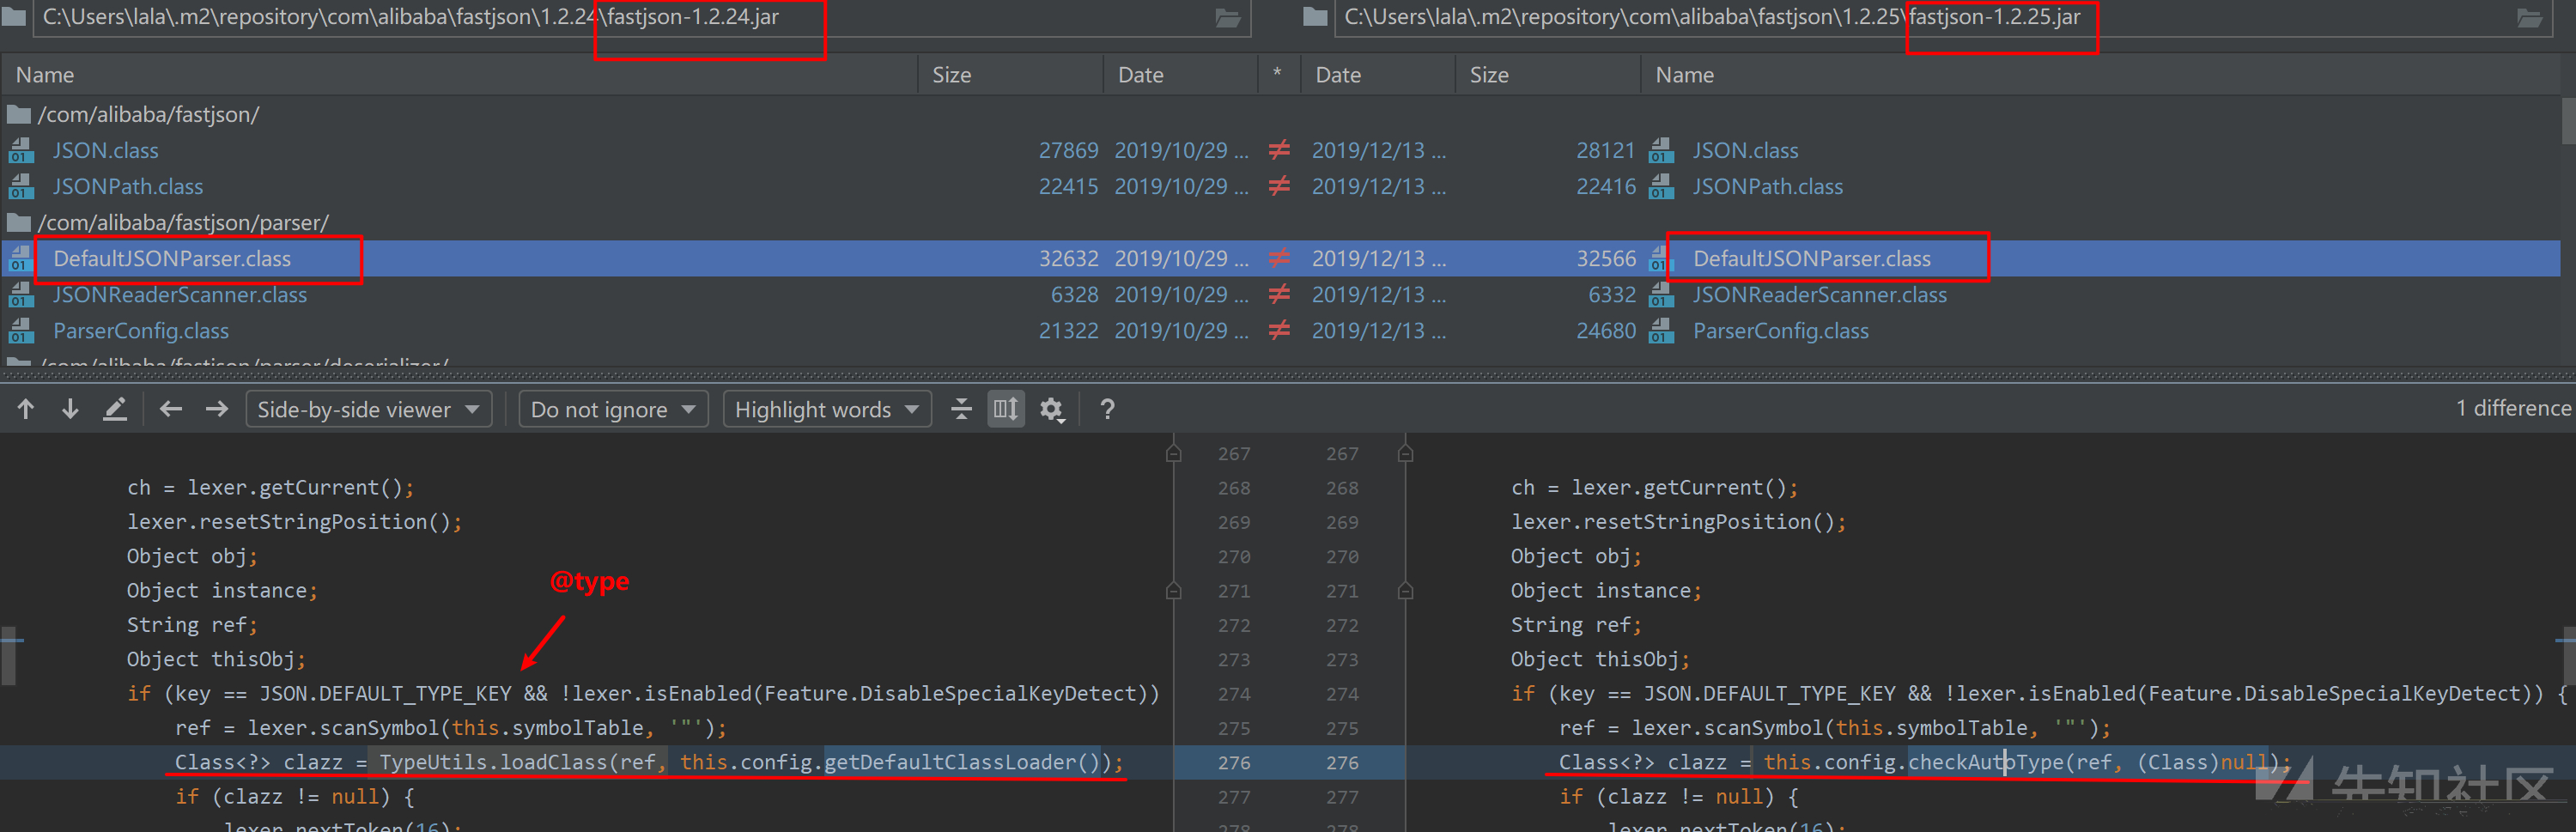 C:\Users\lala\.m2\repository\com\alibaba\fastjson\1.2.24\fastjson-1.2.24.jar C:\Users\lala\.m2\repository\com\alibaba\fastjson\1.2.25\fastjson-1.2.25.jar
Name Size Date * Date Size Name
/com/alibaba/fastjson/
JSON.class 27869 2019/10/29 ... ≠ 2019/12/13 ... 28121 JSON.class
JSONPath.class 22415 2019/10/29 ... ≠ 2019/12/13 ... 22416 JSONPath.class
/com/alibaba/fastjson/parser/
DefaultJSONParser.class 32632 2019/10/29 ... ≠ 2019/12/13 ... 32566 DefaultJSONParser.class
JSONReaderScanner.class 6328 2019/10/29 ... ≠ 2019/12/13 ... 6332 JSONReaderScanner.class
ParserConfig.class 21322 2019/10/29 ... ≠ 2019/12/13 ... 24680 ParserConfig.class
/com/alibaba/fastjson/parser/deserializer/
Side-by-side viewer Do not ignore Highlight words ? 1 difference
267 267
ch = lexer.getCurrent(); 268 268 ch = lexer.getCurrent();
lexer.resetStringPosition(); 269 269 lexer.resetStringPosition();
Object obj; 270 270 Object obj;
@type
Object instance; 271 271 Object instance;
String ref; 272 272 String ref;
Object thisObj; 273 273 Object thisObj;
if (key == JSON.DEFAULT_TYPE_KEY && !lexer.isEnabled(Feature.DisableSpecialKeyDetect)) 274 274 if (key == JSON.DEFAULT_TYPE_KEY && !lexer.isEnabled(Feature.DisableSpecialKeyDetect)) {
ref = lexer.scanSymbol(this.symbolTable, '"'); 275 275 ref = lexer.scanSymbol(this.symbolTable, '"');
Class<?> clazz = TypeUtils.loadClass(ref, this.config.getDefaultClassLoader()); 276 276 Class<?> clazz = this.config.checkAutoType(ref, (Class)null);
if (clazz != null) { 277 277 if (clazz != null) {
lexer.nextToken(16); 278 278 lexer.nextToken(16);
先知社区